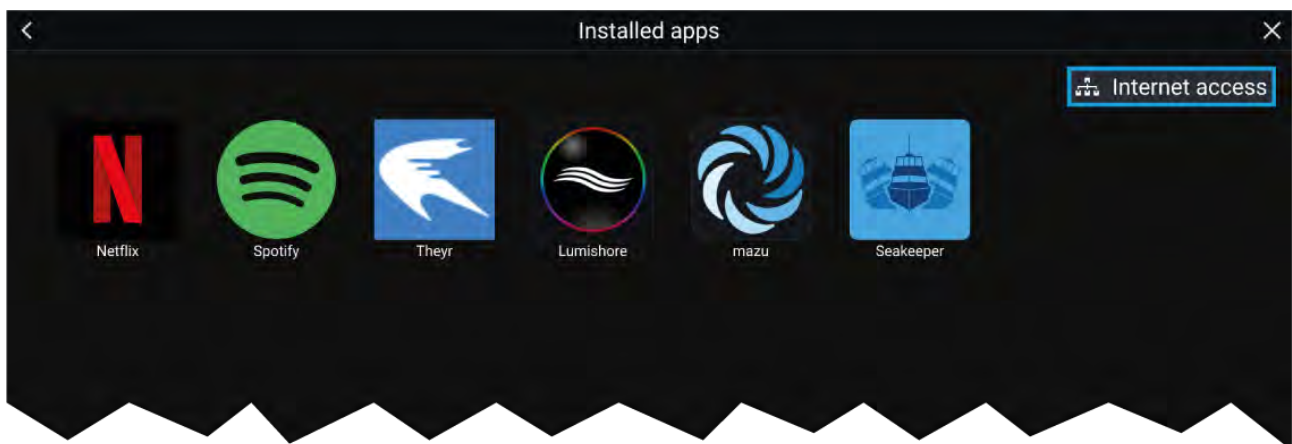 Installed apps
Internet access
N
Netflix
Spotify
Theyr
Lumishore
mazu
Seakeeper